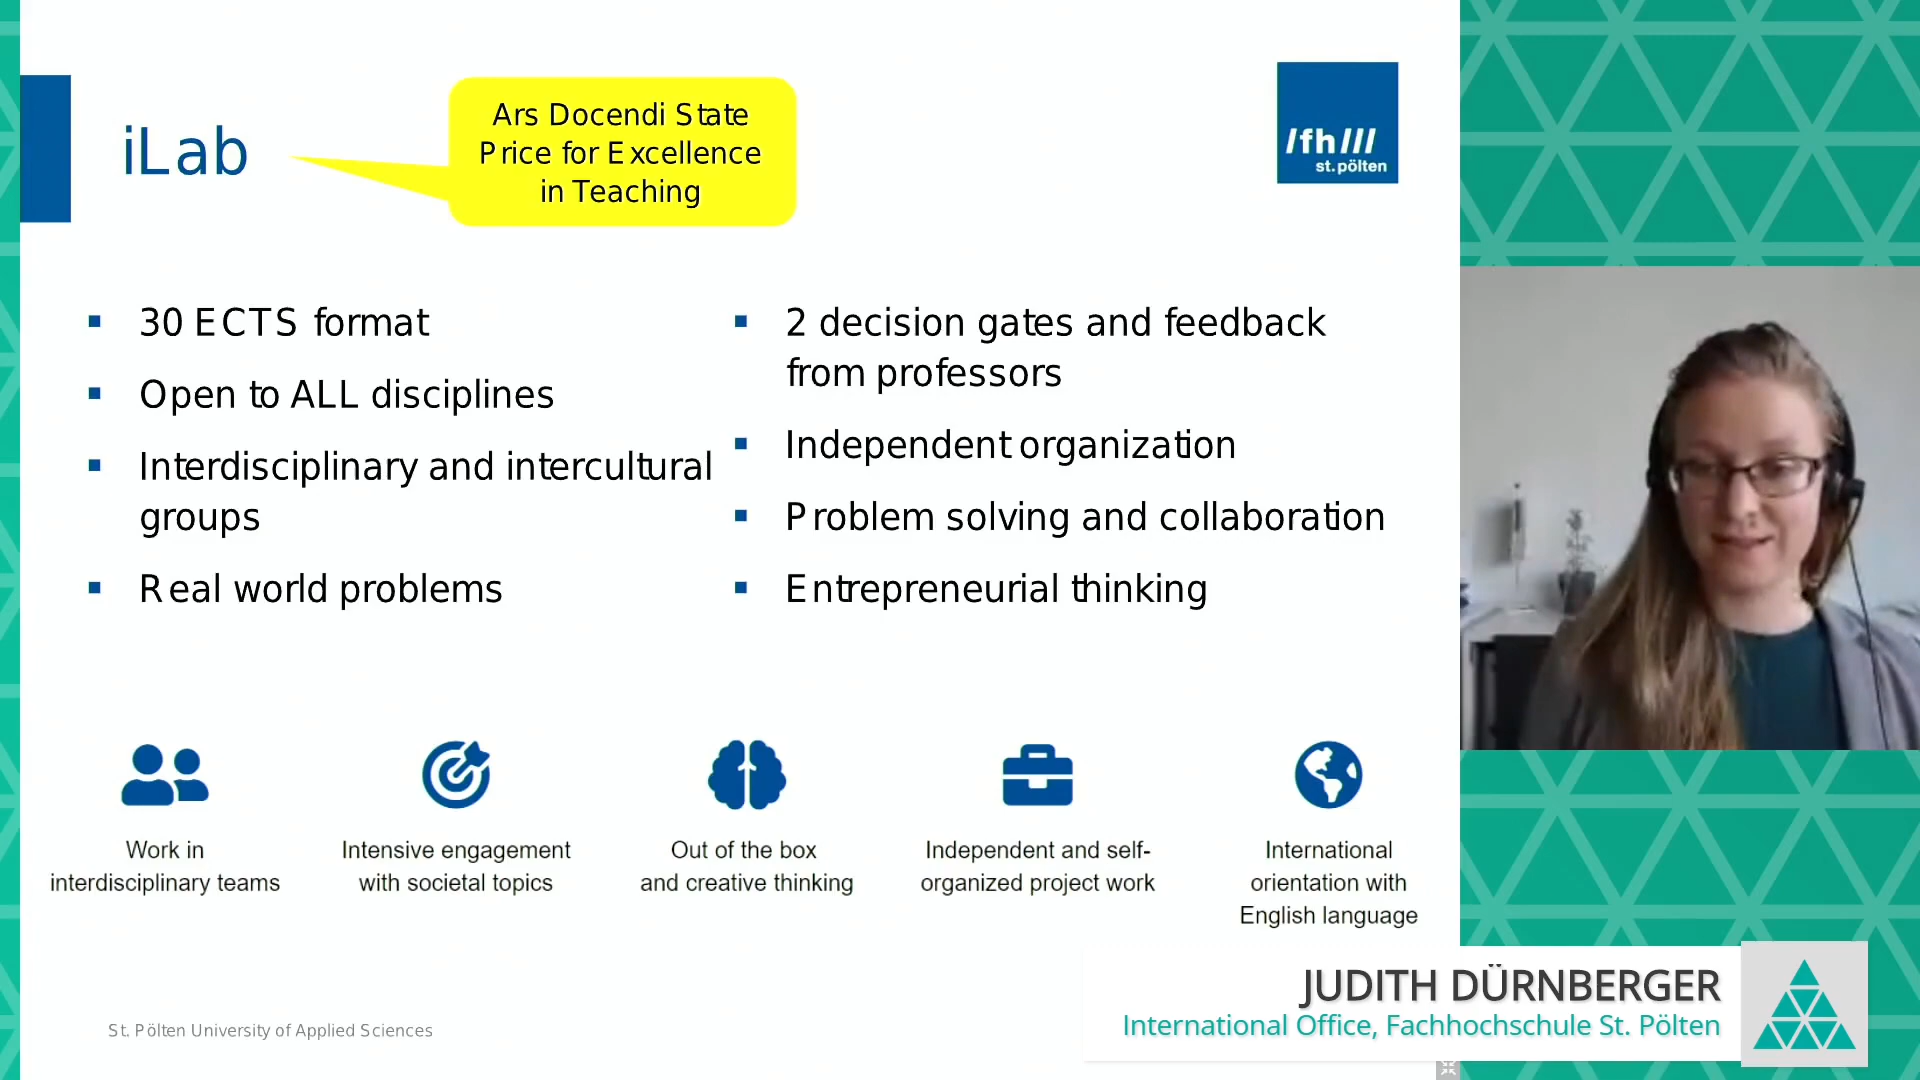 iLab
Ars Docendi State
Price for Excellence
in Teaching
/fh///
st.pölten
30 ECTS format
Open to ALL disciplines
Interdisciplinary and intercultural
groups
Real world problems
2 decision gates and feedback
from professors
Independent organization
Problem solving and collaboration
Entrepreneurial thinking
Work in
interdisciplinary teams
Intensive engagement
with societal topics
Out of the box
and creative thinking
Independent and self-
organized project work
International
orientation with
English language
St. Pölten University of Applied Sciences
JUDITH DÜRNBERGER
International Office, Fachhochschule St. Pölten